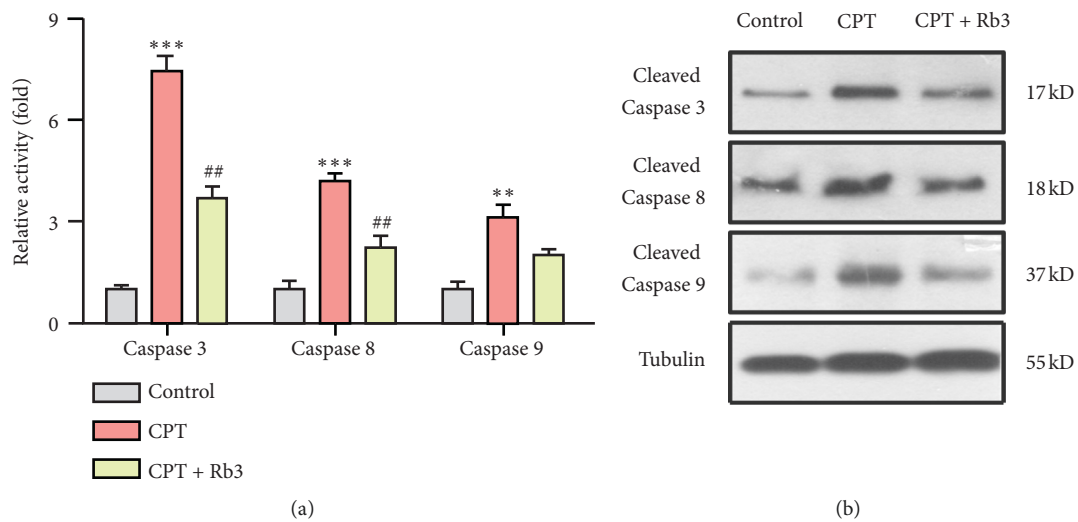 9
6
3
0
Relative activity (fold)
***
##
***
##
**
Caspase 3
Caspase 8
Caspase 9
Control
CPT
CPT + Rb3
(a)
Control
CPT
CPT + Rb3
Cleaved
Caspase 3
17 kD
Cleaved
Caspase 8
18 kD
Cleaved
Caspase 9
37 kD
Tubulin
55 kD
(b)